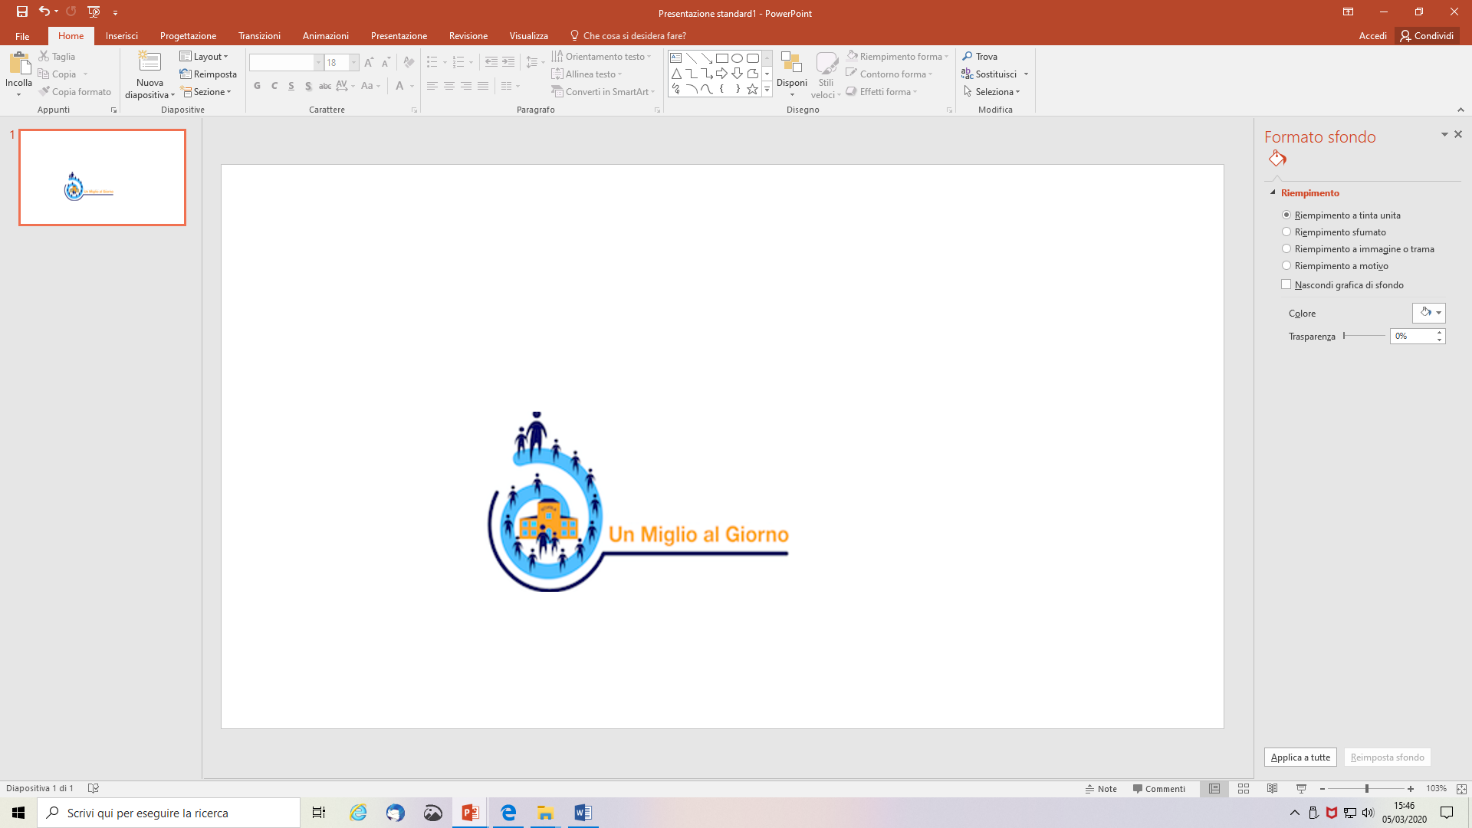 Presentazione standard1 - PowerPoint
File Home Inserisci Progettazione Transizioni Animazioni Presentazione Revisione Visualizza Che cosa si desidera fare? Accedi Condividi
Incolla
Taglia
Copia
Copia formato
Appunti
Nuova
diapositiva
Layout
Reimposta
Sezione
Diapositive
18
G C S S abc AV Aa A
Carattere
Orientamento testo
Allinea testo
Converti in SmartArt
Paragrafo
Disponi
Stili
veloci
Riempimento forma
Contorno forma
Effetti forma
Disegno
Trova
Sostituisci
Seleziona
Modifica
1
Un Miglio al Giorno
Formato sfondo
Riempimento
Riempimento a tinta unita
Riempimento sfumato
Riempimento a immagine o trama
Riempimento a motivo
Nascondi grafica di sfondo
Colore
Trasparenza 0%
Applica a tutte Reimposta sfondo
Diapositiva 1 di 1 Note Commenti 103%
Scrivi qui per eseguire la ricerca
15:46
05/03/2020